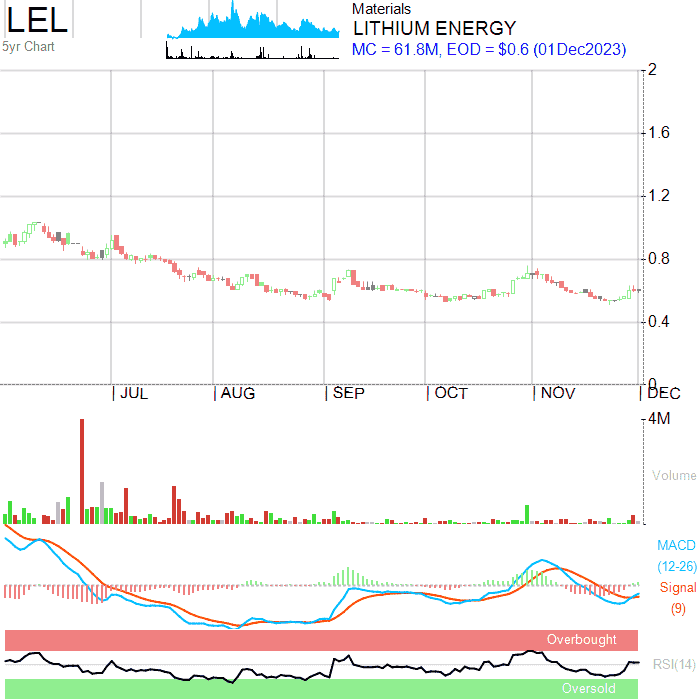 LEL
5yr Chart
Materials
LITHIUM ENERGY
MC = 61.8M, EOD = $0.6 (01Dec2023)
2
1.6
1.2
0.8
0.4
0
JUL AUG SEP OCT NOV DEC
4M
Volume
MACD
(12-26)
Signal
(9)
Overbought
RSI(14)
Oversold